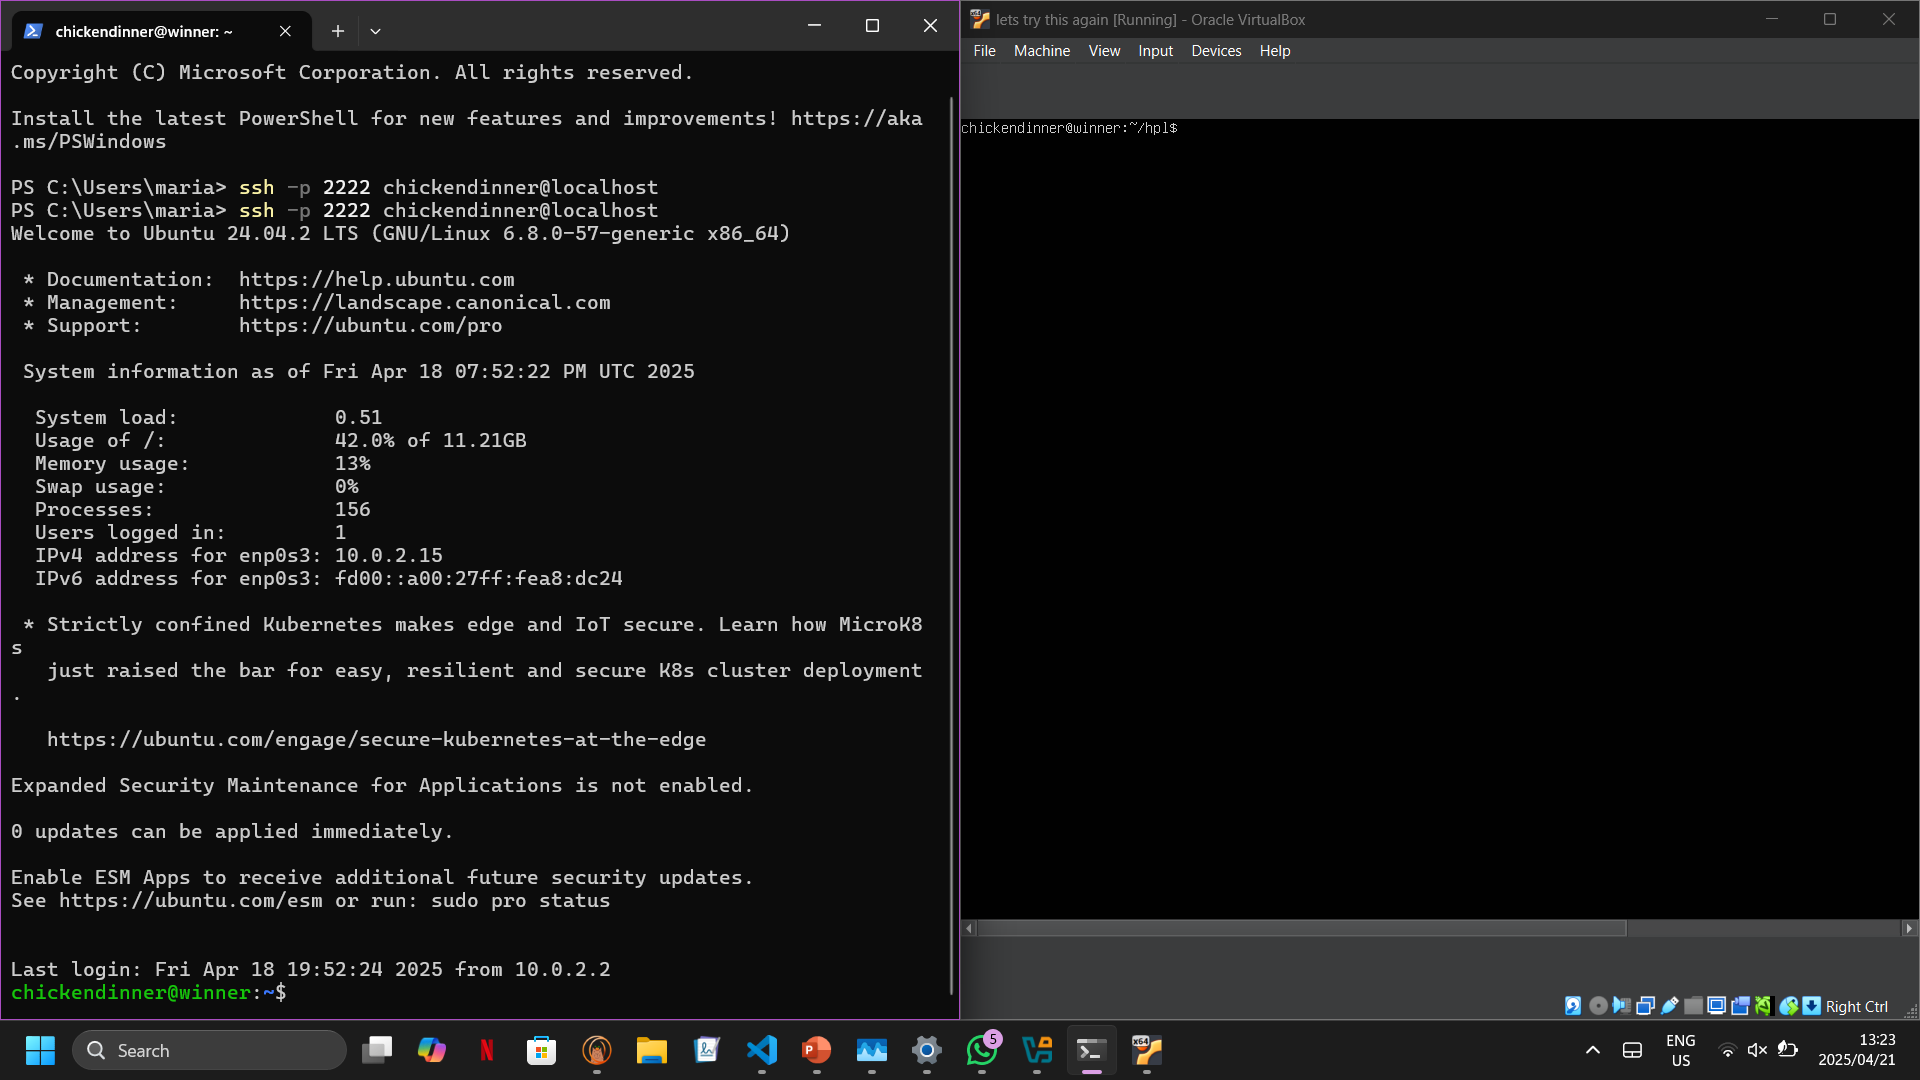 chickendinner@winner: ~
Copyright (C) Microsoft Corporation. All rights reserved.
Install the latest PowerShell for new features and improvements! https://aka
.ms/PSWindows
PS C:\Users\maria> ssh -p 2222 chickendinner@localhost
PS C:\Users\maria> ssh -p 2222 chickendinner@localhost
Welcome to Ubuntu 24.04.2 LTS (GNU/Linux 6.8.0-57-generic x86_64)
* Documentation:  https://help.ubuntu.com
* Management:     https://landscape.canonical.com
* Support:        https://ubuntu.com/pro
System information as of Fri Apr 18 07:52:22 PM UTC 2025
System load:             0.51
Usage of /:              42.0% of 11.21GB
Memory usage:            13%
Swap usage:              0%
Processes:               156
Users logged in:         1
IPv4 address for enp0s3: 10.0.2.15
IPv6 address for enp0s3: fd00::a00:27ff:fea8:dc24
* Strictly confined Kubernetes makes edge and IoT secure. Learn how MicroK8
s
just raised the bar for easy, resilient and secure K8s cluster deployment
.
https://ubuntu.com/engage/secure-kubernetes-at-the-edge
Expanded Security Maintenance for Applications is not enabled.
0 updates can be applied immediately.
Enable ESM Apps to receive additional future security updates.
See https://ubuntu.com/esm or run: sudo pro status
Last login: Fri Apr 18 19:52:24 2025 from 10.0.2.2
chickendinner@winner:~$
lets try this again [Running] - Oracle VirtualBox
File Machine View Input Devices Help
chickendinner@winner:~/hpl$
Right Ctrl
Search
5
x64
ENG
US
13:23
2025/04/21